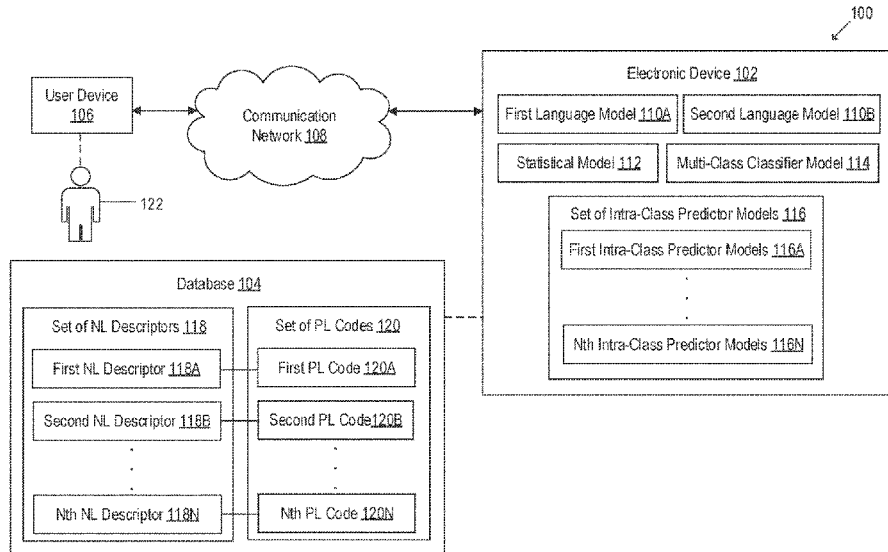 100
User Device
106
Communication
Network 108
122
Electronic Device 102
First Language Model 110A
Second Language Model 110B
Statistical Model 112
Multi-Class Classifier Model 114
Set of Intra-Class Predictor Models 116
First Intra-Class Predictor Models 116A
Nth Intra-Class Predictor Models 116N
Database 104
Set of NL Descriptors 118
Set of PL Codes 120
First NL Descriptor 118A
First PL Code 120A
Second NL Descriptor 118B
Second PL Code120B
Nth NL Descriptor 118N
Nth PL Code 120N